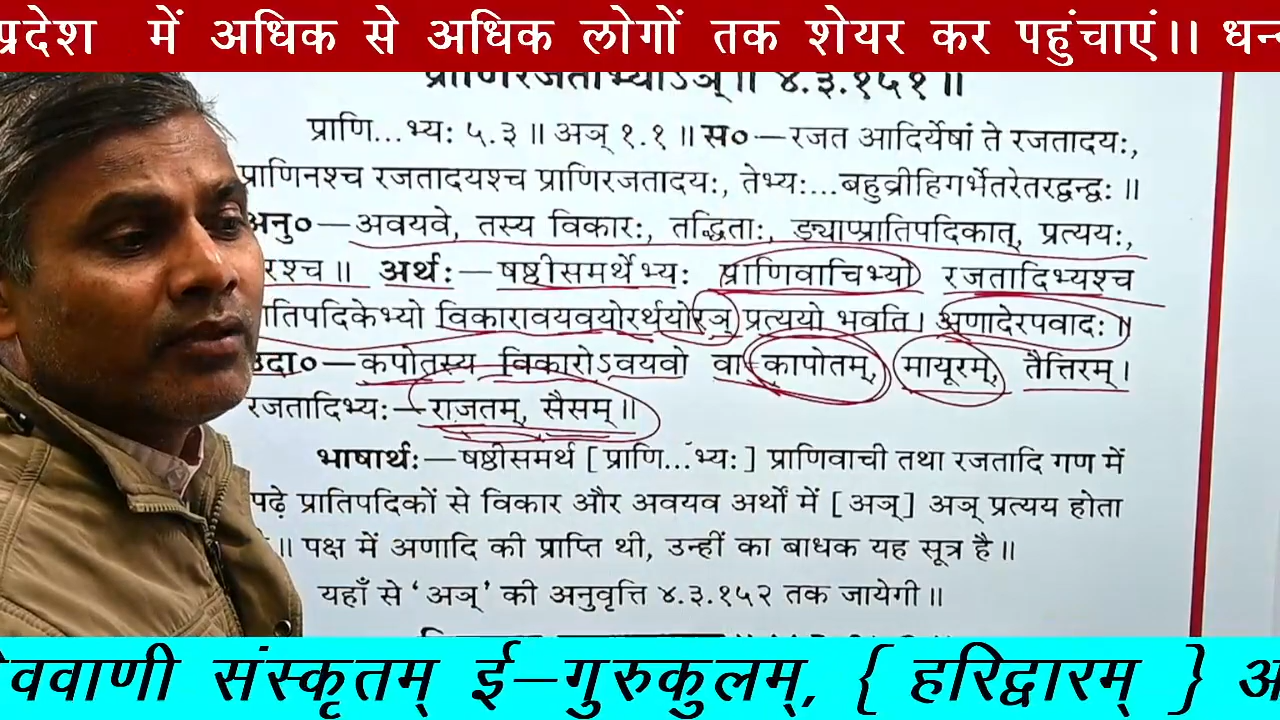 प्रदेश में अधिक से अधिक लोगों तक शेयर कर पहुंचाएं।।
प्राणिरजतादिभ्योऽञ्॥ ४.३.१५१॥
प्राणि...भ्यः ५.३॥ अञ् १.१॥ स०—रजत आदिर्येषां ते रजतादयः,
प्राणिनश्च रजतादयश्च प्राणिरजतादयः, तेभ्यः...बहुव्रीहिगर्भेतरेतरद्वन्द्वः॥
अनु०—अवयवे, तस्य विकारः, तद्धिताः, ङ्याप्प्रातिपदिकात्, प्रत्ययः,
रश्च॥ अर्थः—षष्ठीसमर्थेभ्यः प्राणिवाचिभ्यो रजतादिभ्यश्च
ातिपदिकेभ्यो विकारावयवयोरर्थयोरञ् प्रत्ययो भवति। अणादेरपवादः॥
उदा०—कपोतस्य विकारोऽवयवो वा कापोतम्, मायूरम्, तैत्तिरम्।
रजतादिभ्यः—राजतम्, सैसम्॥
भाषार्थः—षष्ठीसमर्थ [प्राणि...भ्यः] प्राणिवाची तथा रजतादि गण में
पढ़े प्रातिपदिकों से विकार और अवयव अर्थों में [अञ्] अञ् प्रत्यय होता
॥ पक्ष में अणादि की प्राप्ति थी, उन्हीं का बाधक यह सूत्र है॥
यहाँ से ‘अञ्’ की अनुवृत्ति ४.३.१५२ तक जायेगी॥
ववाणी संस्कृतम् ई-गुरुकुलम्, { हरिद्वारम् }